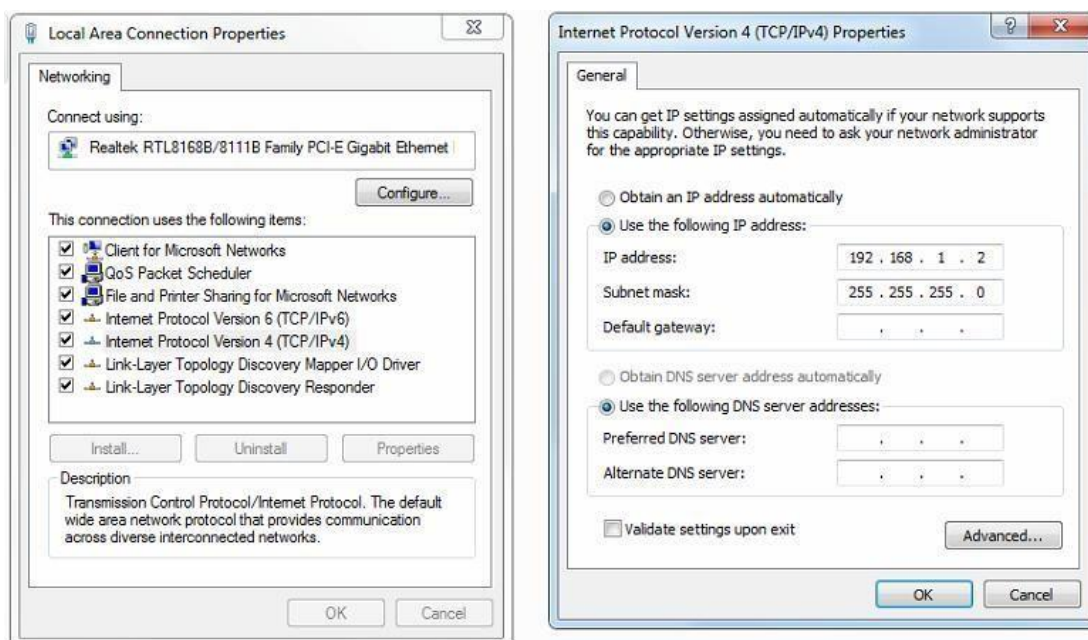 Local Area Connection Properties
Networking
Connect using:
Realtek RTL8168B/8111B Family PCI-E Gigabit Ethernet
Configure...
This connection uses the following items:
Client for Microsoft Networks
QoS Packet Scheduler
File and Printer Sharing for Microsoft Networks
Internet Protocol Version 6 (TCP/IPv6)
Internet Protocol Version 4 (TCP/IPv4)
Link-Layer Topology Discovery Mapper I/O Driver
Link-Layer Topology Discovery Responder
Install...
Uninstall
Properties
Description
Transmission Control Protocol/Internet Protocol. The default
wide area network protocol that provides communication
across diverse interconnected networks.
OK
Cancel
Internet Protocol Version 4 (TCP/IPv4) Properties
General
You can get IP settings assigned automatically if your network supports
this capability. Otherwise, you need to ask your network administrator
for the appropriate IP settings.
Obtain an IP address automatically
Use the following IP address:
IP address: 192 . 168 . 1 . 2
Subnet mask: 255 . 255 . 255 . 0
Default gateway: . . .
Obtain DNS server address automatically
Use the following DNS server addresses:
Preferred DNS server: . . .
Alternate DNS server: . . .
Validate settings upon exit
Advanced...
OK
Cancel